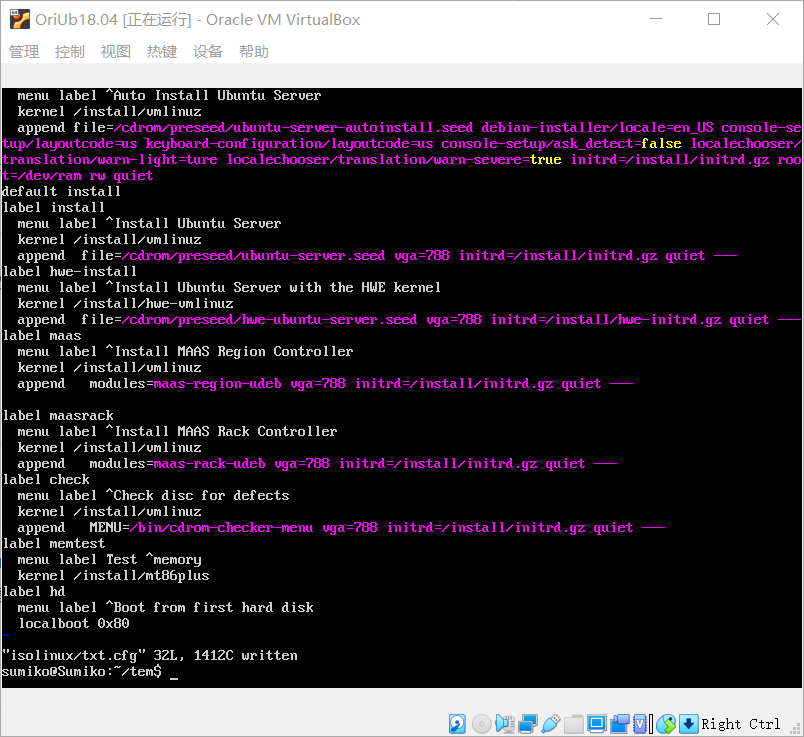 OriUb18.04 [正在运行] - Oracle VM VirtualBox
管理 控制 视图 热键 设备 帮助
menu label ^Auto Install Ubuntu Server
kernel /install/vmlinuz
append file=/cdrom/preseed/ubuntu-server-autoinstall.seed debian-installer/locale=en_US console-se
tup/layoutcode=us keyboard-configuration/layoutcode=us console-setup/ask_detect=false localechooser/
translation/warn-light=ture localechooser/translation/warn-severe=true initrd=/install/initrd.gz roo
t=/dev/ram rw quiet
default install
label install
menu label ^Install Ubuntu Server
kernel /install/vmlinuz
append  file=/cdrom/preseed/ubuntu-server.seed vga=788 initrd=/install/initrd.gz quiet ---
label hwe-install
menu label ^Install Ubuntu Server with the HWE kernel
kernel /install/hwe-vmlinuz
append  file=/cdrom/preseed/hwe-ubuntu-server.seed vga=788 initrd=/install/hwe-initrd.gz quiet ---
label maas
menu label ^Install MAAS Region Controller
kernel /install/vmlinuz
append   modules=maas-region-udeb vga=788 initrd=/install/initrd.gz quiet ---
label maasrack
menu label ^Install MAAS Rack Controller
kernel /install/vmlinuz
append   modules=maas-rack-udeb vga=788 initrd=/install/initrd.gz quiet ---
label check
menu label ^Check disc for defects
kernel /install/vmlinuz
append   MENU=/bin/cdrom-checker-menu vga=788 initrd=/install/initrd.gz quiet ---
label memtest
menu label Test ^memory
kernel /install/mt86plus
label hd
menu label ^Boot from first hard disk
localboot 0x80
"isolinux/txt.cfg" 32L, 1412C written
sumiko@Sumiko:~/tem$ _
Right Ctrl